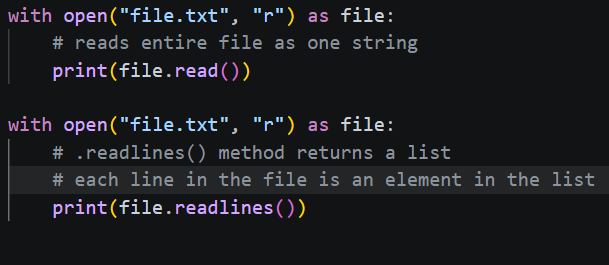 with open("file.txt", "r") as file:
    # reads entire file as one string
    print(file.read())
with open("file.txt", "r") as file:
    # .readlines() method returns a list
    # each line in the file is an element in the list
    print(file.readlines())